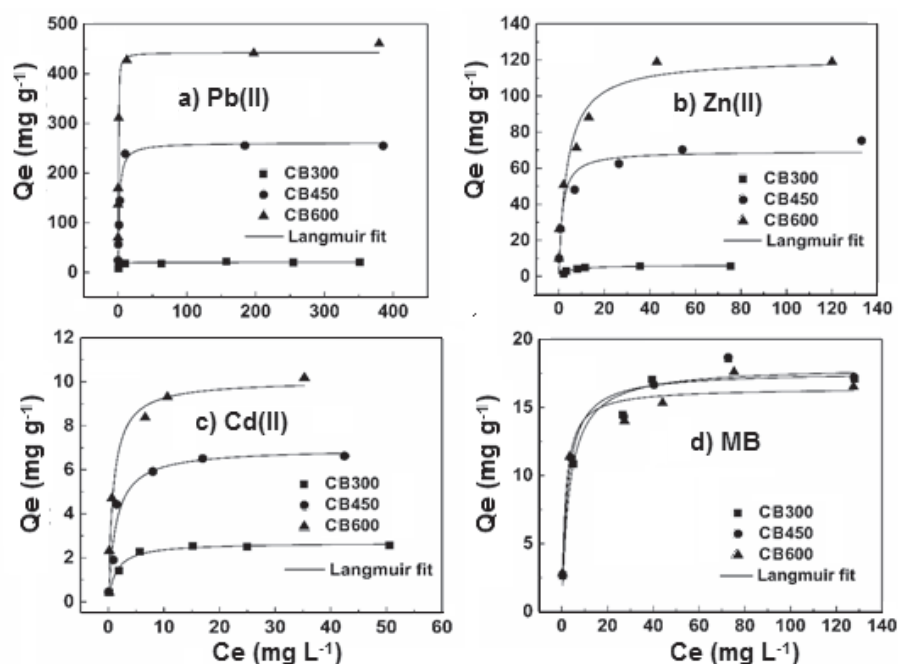 500
400
300
200
100
0
Qe (mg g⁻¹)
a) Pb(II)
CB300
CB450
CB600
Langmuir fit
0 100 200 300 400
140
120
100
80
60
40
20
0
Qe (mg g⁻¹)
b) Zn(II)
CB300
CB450
CB600
Langmuir fit
0 20 40 60 80 100 120 140
12
10
8
6
4
2
0
Qe (mg g⁻¹)
c) Cd(II)
CB300
CB450
CB600
Langmuir fit
0 10 20 30 40 50 60
Ce (mg L⁻¹)
20
15
10
5
0
Qe (mg g⁻¹)
d) MB
CB300
CB450
CB600
Langmuir fit
0 20 40 60 80 100 120 140
Ce (mg L⁻¹)